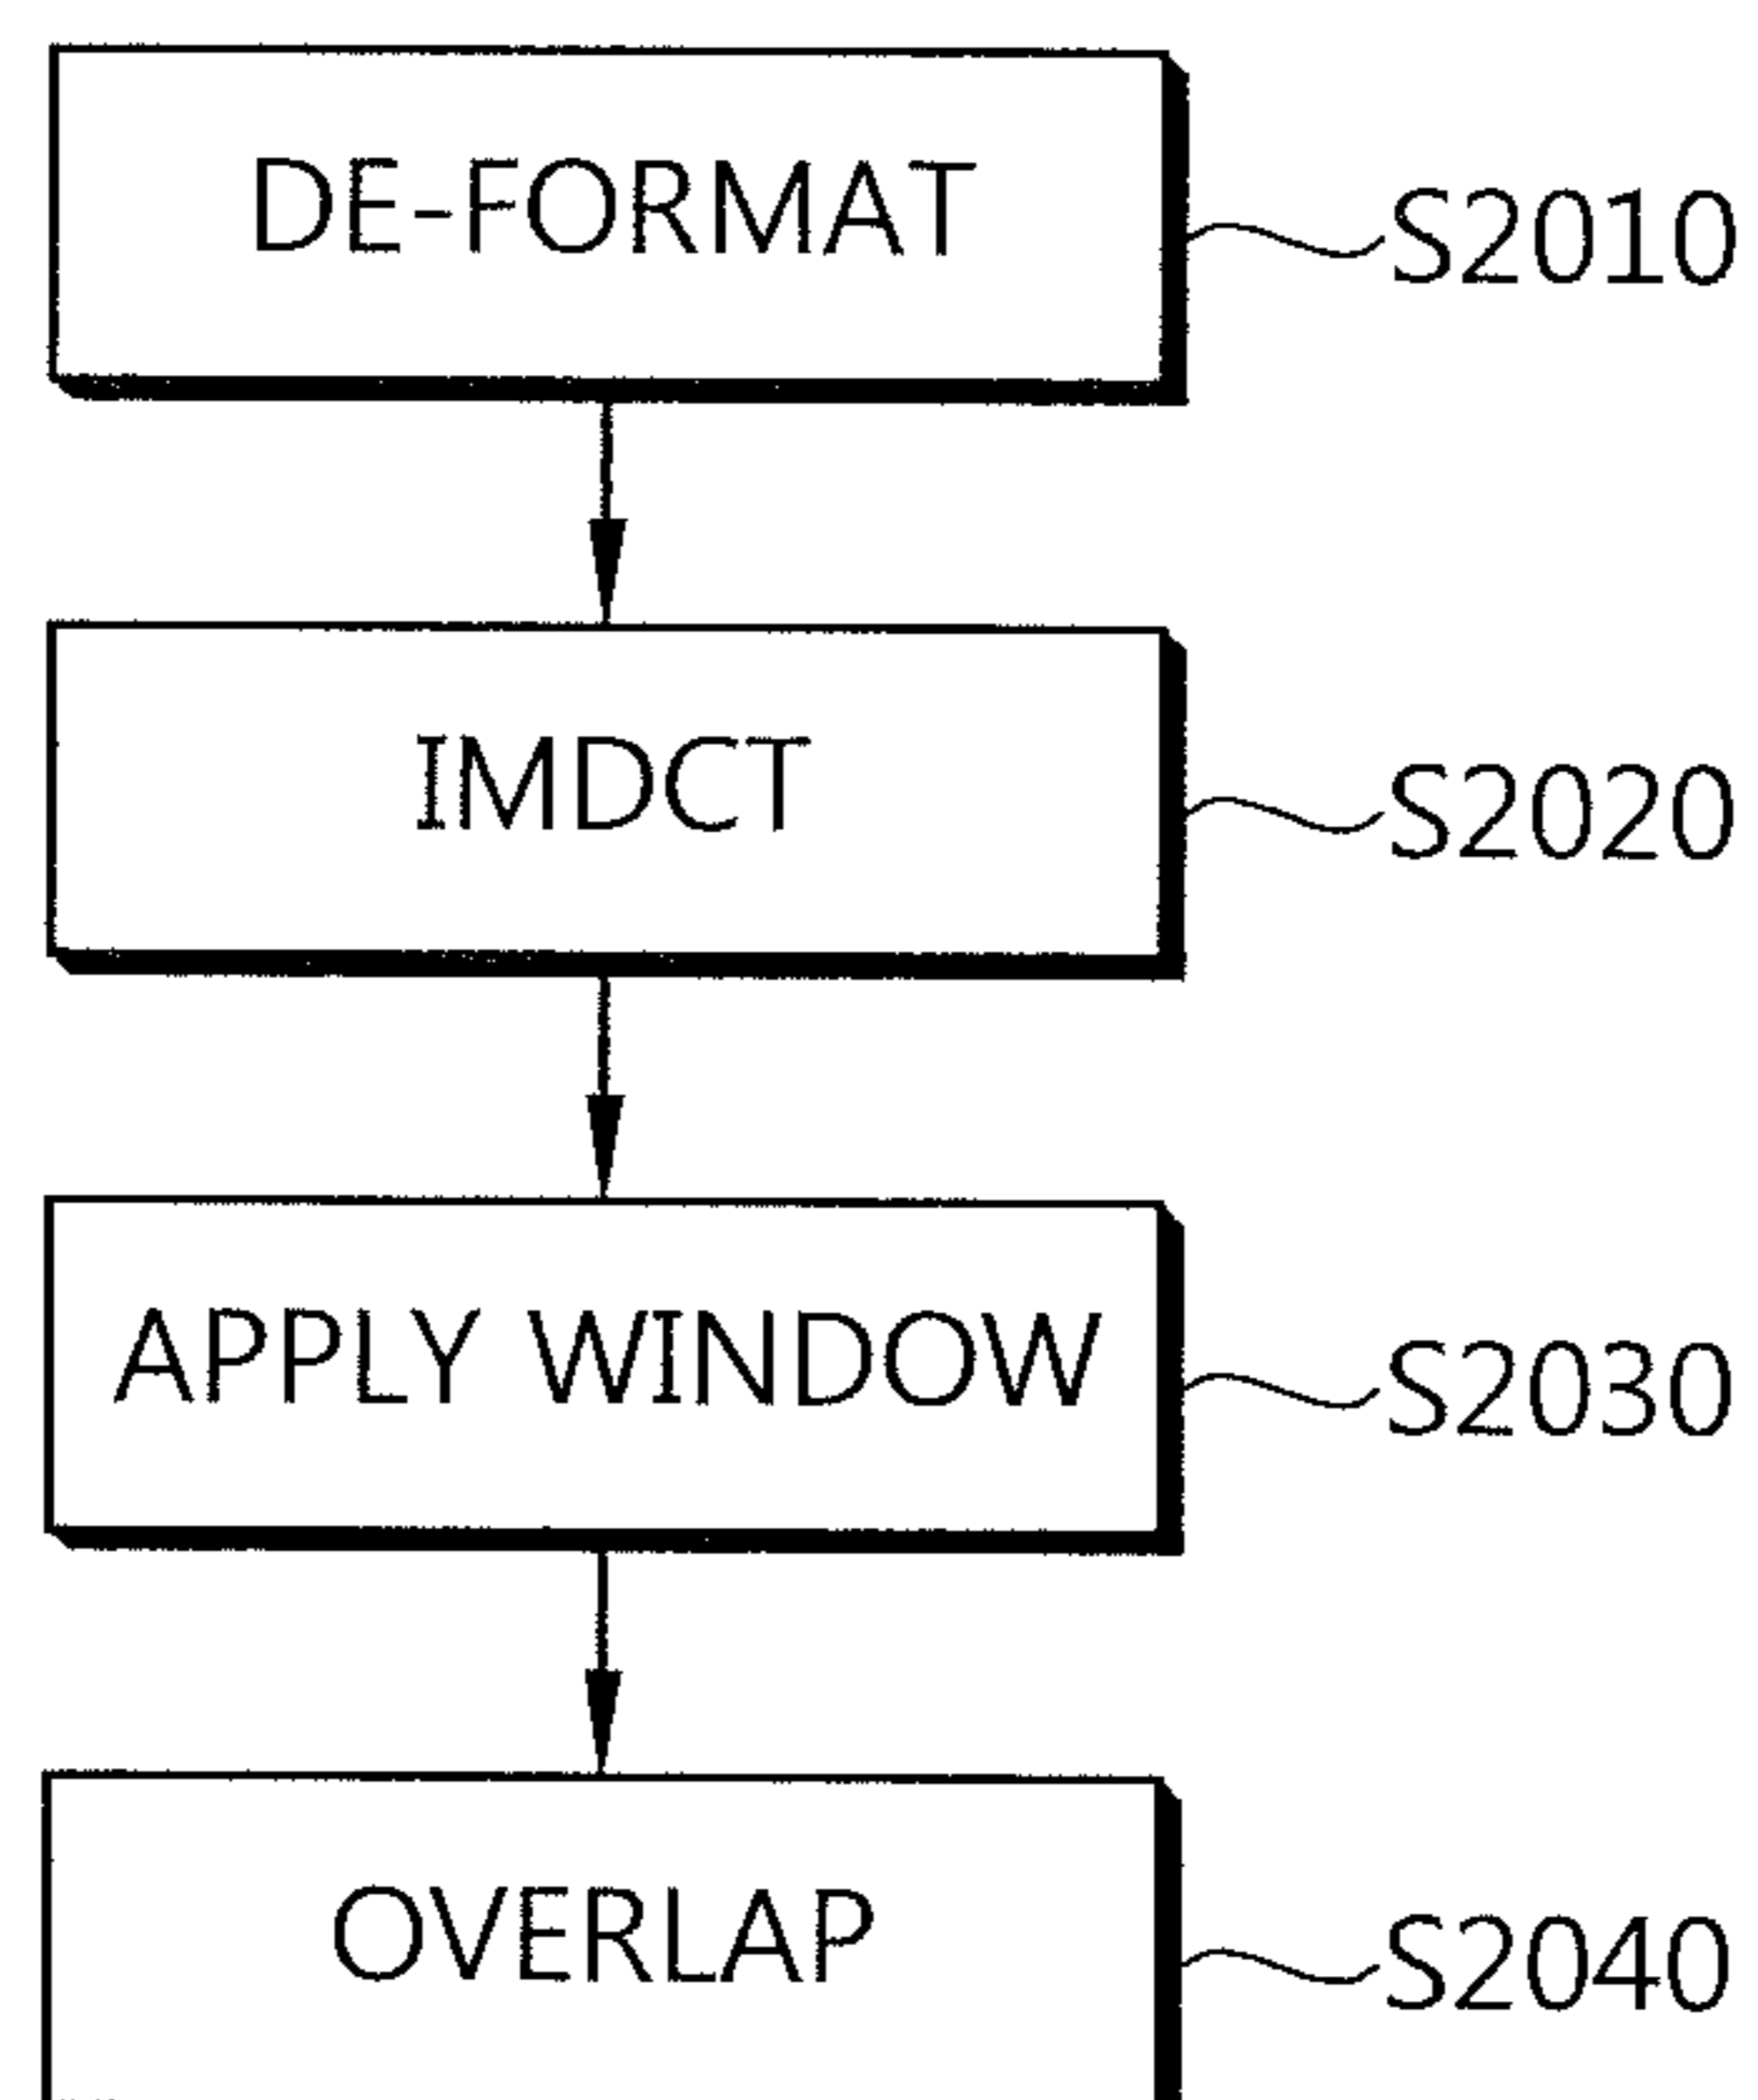 DE-FORMAT
S2010
IMDCT
S2020
APPLY WINDOW
S2030
OVERLAP
S2040